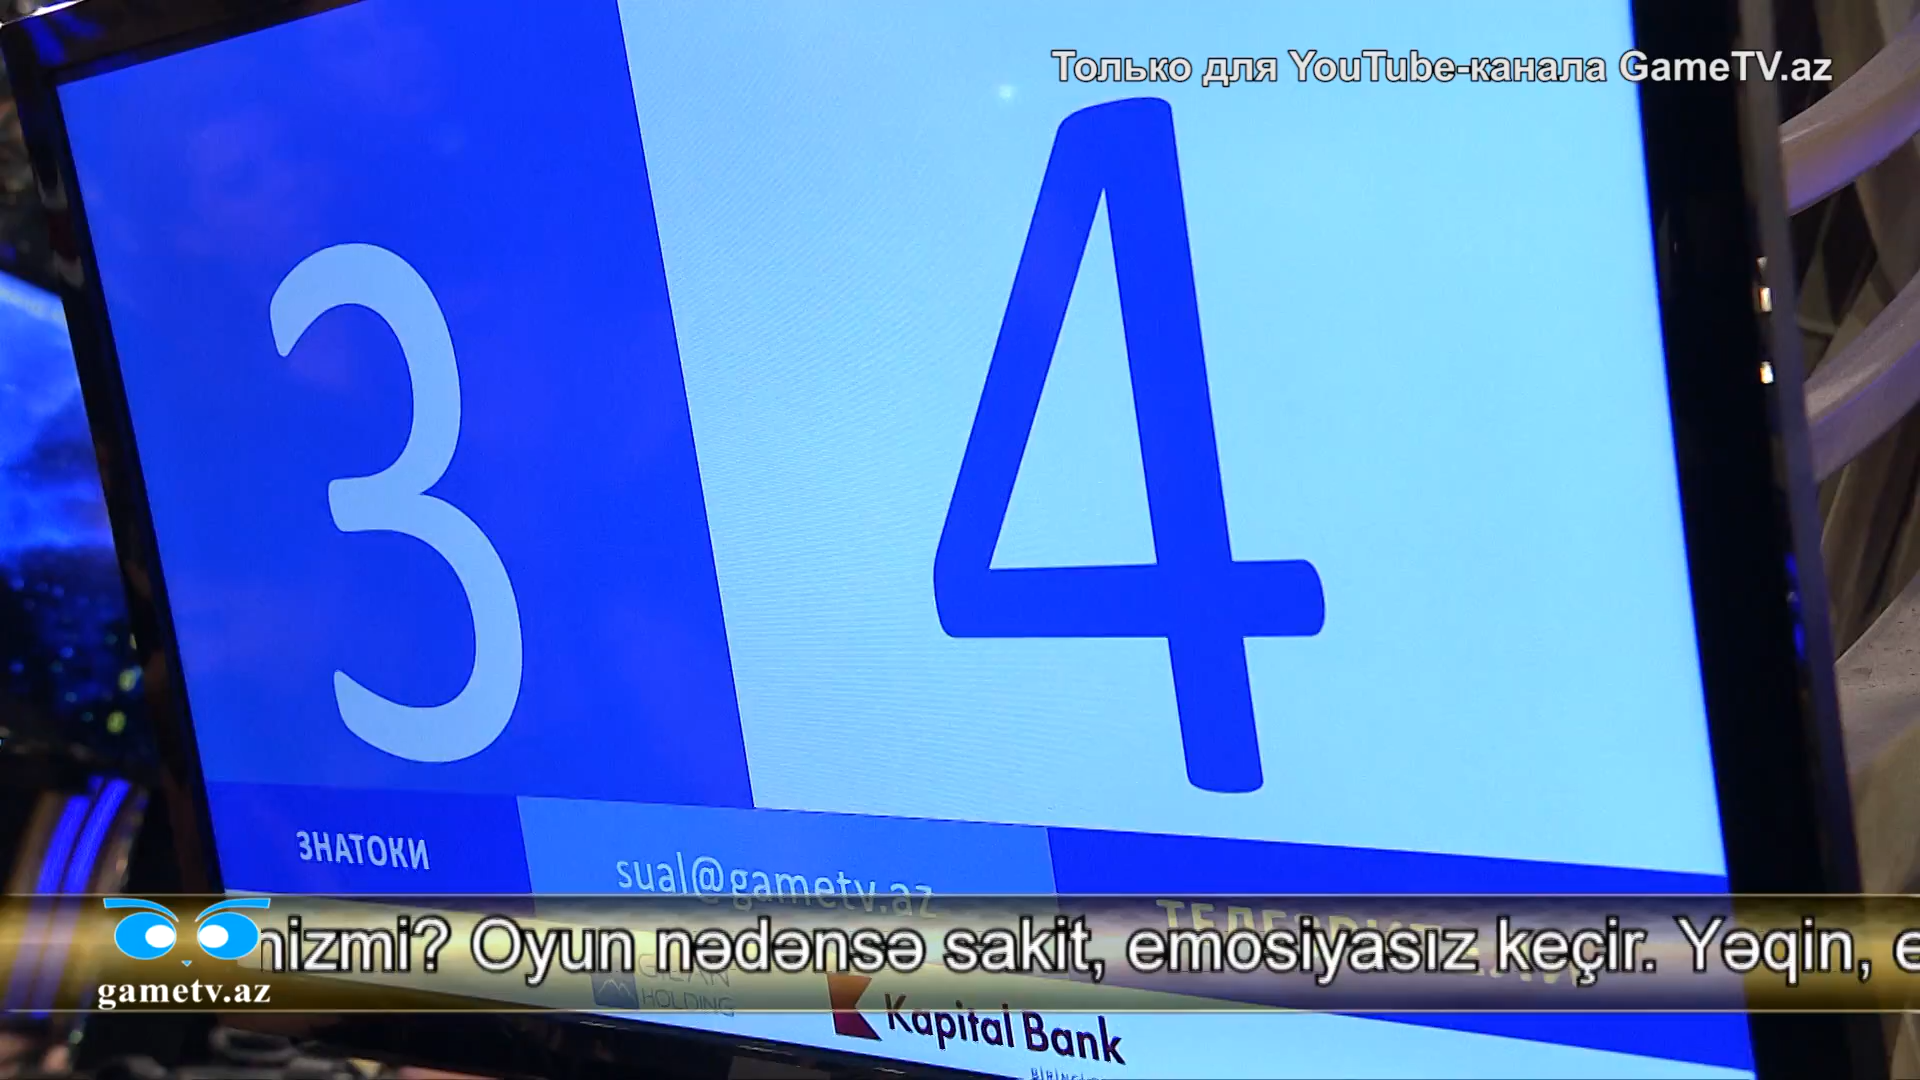 Только для YouTube-канала GameTV.az
3 4
ЗНАТОКИ
sual@gametv.az
ТЕЛЕЗРИТЕЛИ
nizmi? Oyun nədənsə sakit, emosiyasız keçir. Yəqin, e
gametv.az
HOLDING
Kapital Bank